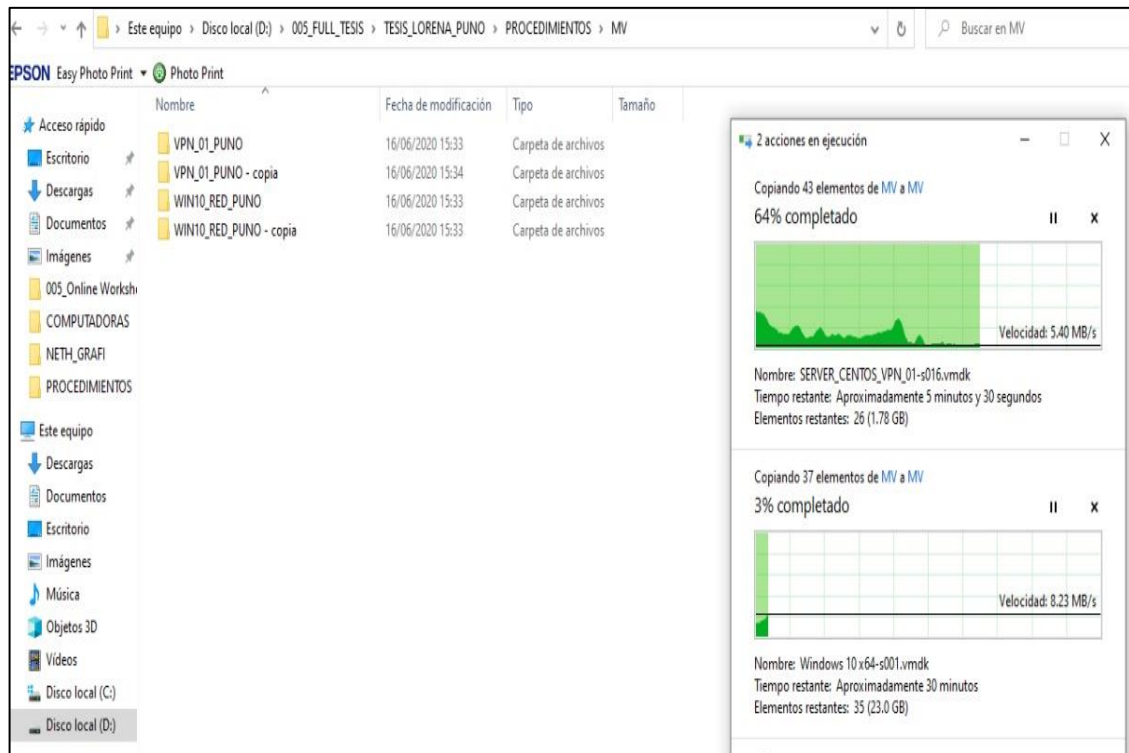 Este equipo > Disco local (D:) > 005_FULL_TESIS > TESIS_LORENA_PUNO > PROCEDIMIENTOS > MV
Buscar en MV
EPSON Easy Photo Print Photo Print
Acceso rápido
Escritorio
Descargas
Documentos
Imágenes
005_Online Worksh
COMPUTADORAS
NETH_GRAFI
PROCEDIMIENTOS
Este equipo
Descargas
Documentos
Escritorio
Imágenes
Música
Objetos 3D
Vídeos
Disco local (C:)
Disco local (D:)
Nombre Fecha de modificación Tipo Tamaño
VPN_01_PUNO 16/06/2020 15:33 Carpeta de archivos
VPN_01_PUNO - copia 16/06/2020 15:34 Carpeta de archivos
WIN10_RED_PUNO 16/06/2020 15:33 Carpeta de archivos
WIN10_RED_PUNO - copia 16/06/2020 15:33 Carpeta de archivos
2 acciones en ejecución
Copiando 43 elementos de MV a MV
64% completado
Velocidad: 5.40 MB/s
Nombre: SERVER_CENTOS_VPN_01-s016.vmdk
Tiempo restante: Aproximadamente 5 minutos y 30 segundos
Elementos restantes: 26 (1.78 GB)
Copiando 37 elementos de MV a MV
3% completado
Velocidad: 8.23 MB/s
Nombre: Windows 10 x64-s001.vmdk
Tiempo restante: Aproximadamente 30 minutos
Elementos restantes: 35 (23.0 GB)